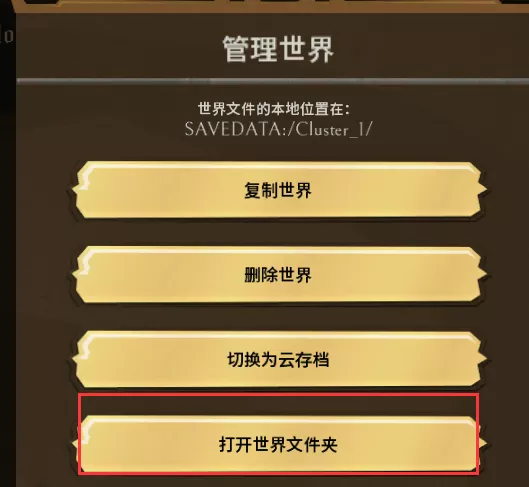 管理世界
世界文件的本地位置在：
SAVEDATA:/Cluster_1/
复制世界
删除世界
切换为云存档
打开世界文件夹